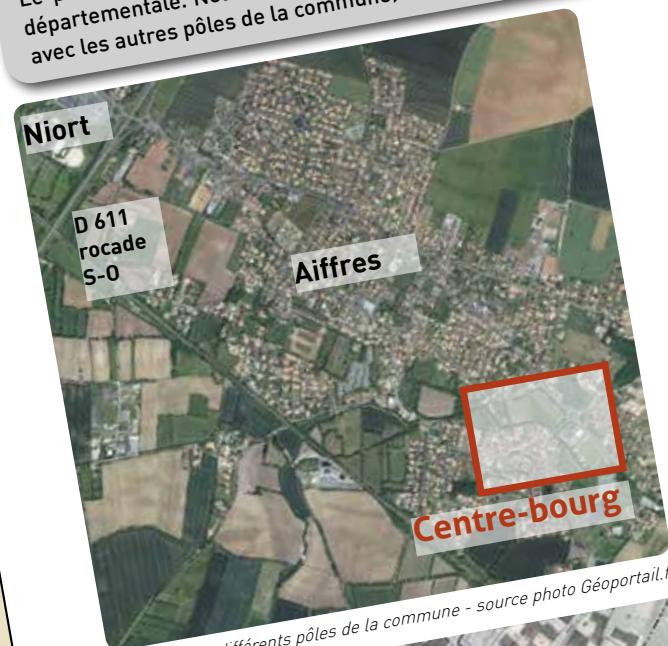 départementale.
avec les autres pôles de la commune,
Niort
D 611
rocade
S-O
Aiffres
Centre-bourg
différents pôles de la commune - source photo Géoportail.f